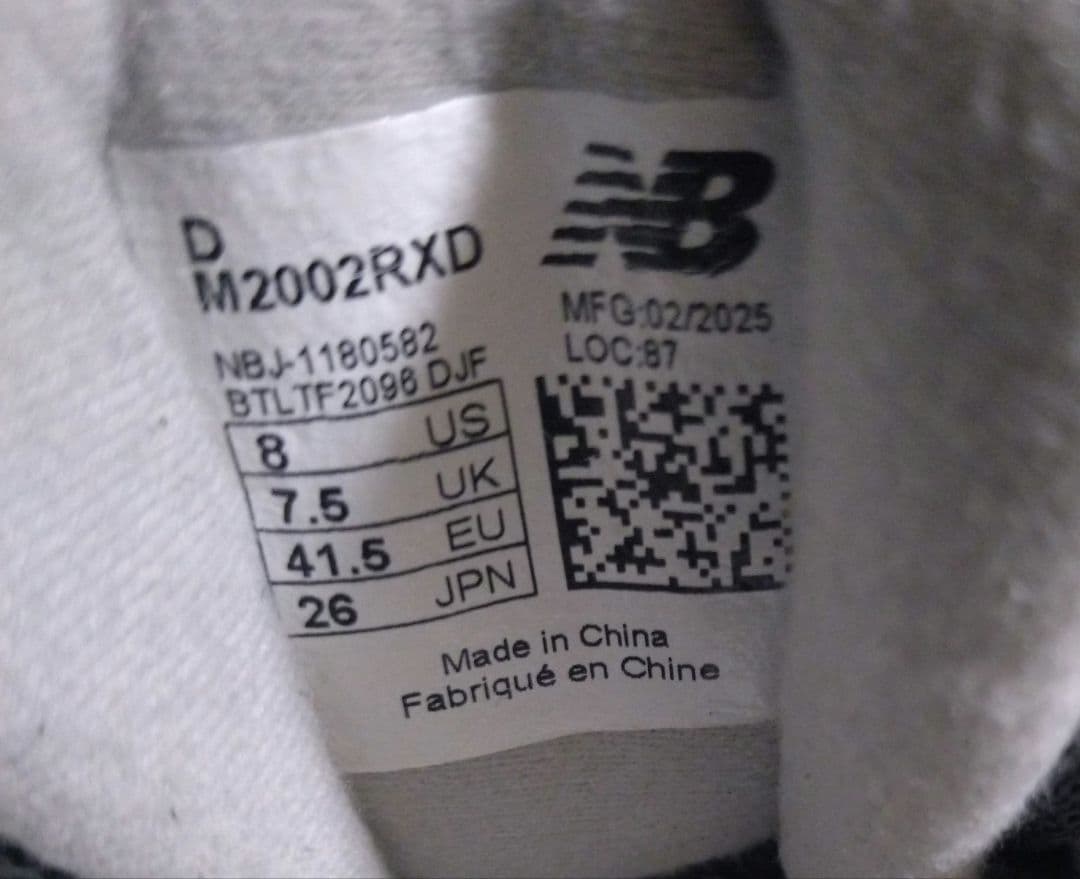 D
M2002RXD
NBJ-1180582
BTLTF2096 DJF
8 US
7.5 UK
41.5 EU
26 JPN
NB
MFG:02/2025
LOC:87
Made in China
Fabriqué en Chine